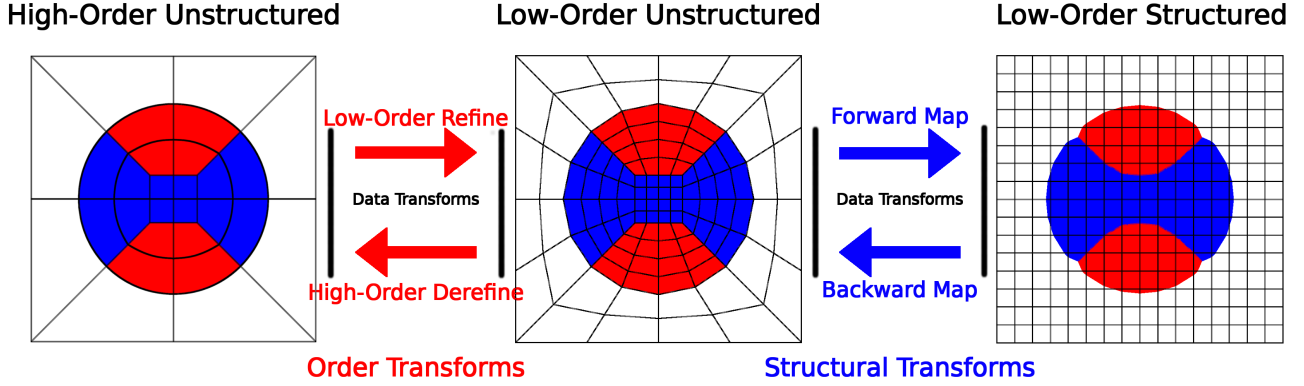 High-Order Unstructured
Low-Order Unstructured
Low-Order Structured
Low-Order Refine
Data Transforms
High-Order Derefine
Forward Map
Data Transforms
Backward Map
Order Transforms
Structural Transforms